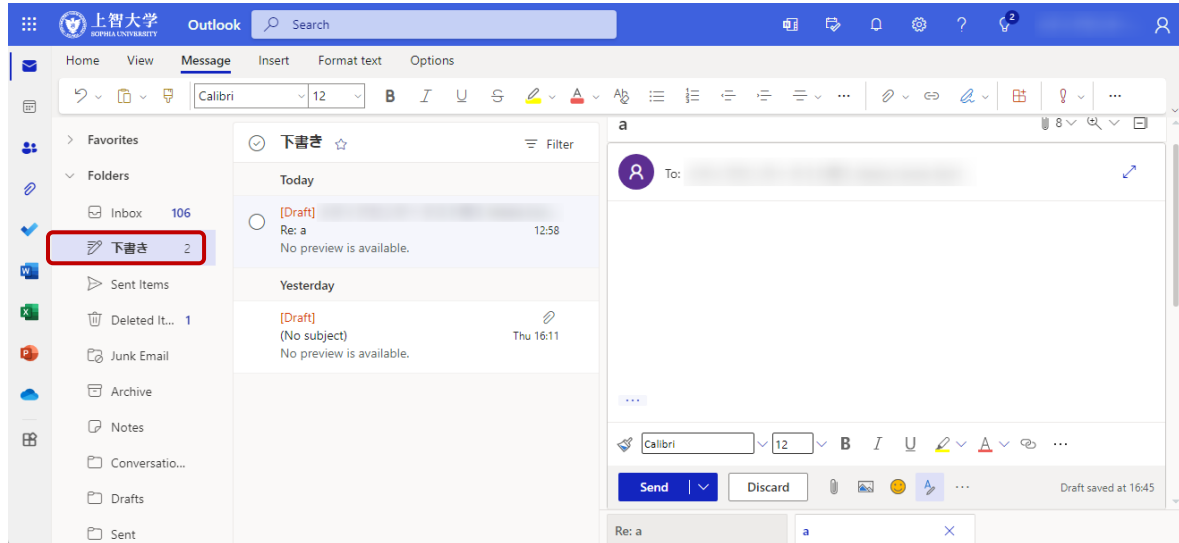 上智大学
SOPHIA UNIVERSITY
Outlook
Search
2
Home View Message Insert Format text Options
Calibri 12
Favorites
Folders
Inbox 106
下書き 2
Sent Items
Deleted It... 1
Junk Email
Archive
Notes
Conversatio...
Drafts
Sent
下書き
Filter
Today
[Draft]
Re: a 12:58
No preview is available.
Yesterday
[Draft]
(No subject) Thu 16:11
No preview is available.
a
8
To:
...
Calibri 12 B I U A ...
Send Discard ... Draft saved at 16:45
Re: a a